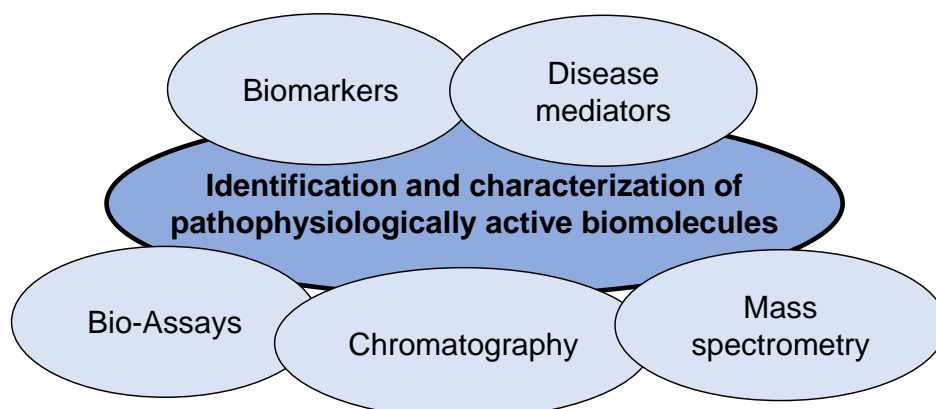 Biomarkers
Disease
mediators
Identification and characterization of
pathophysiologically active biomolecules
Bio-Assays
Chromatography
Mass
spectrometry